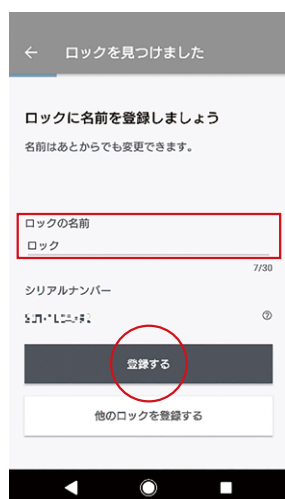 ロックを見つけました
ロックに名前を登録しましょう
名前はあとからでも変更できます。
ロックの名前
ロック
7/30
シリアルナンバー
登録する
他のロックを登録する